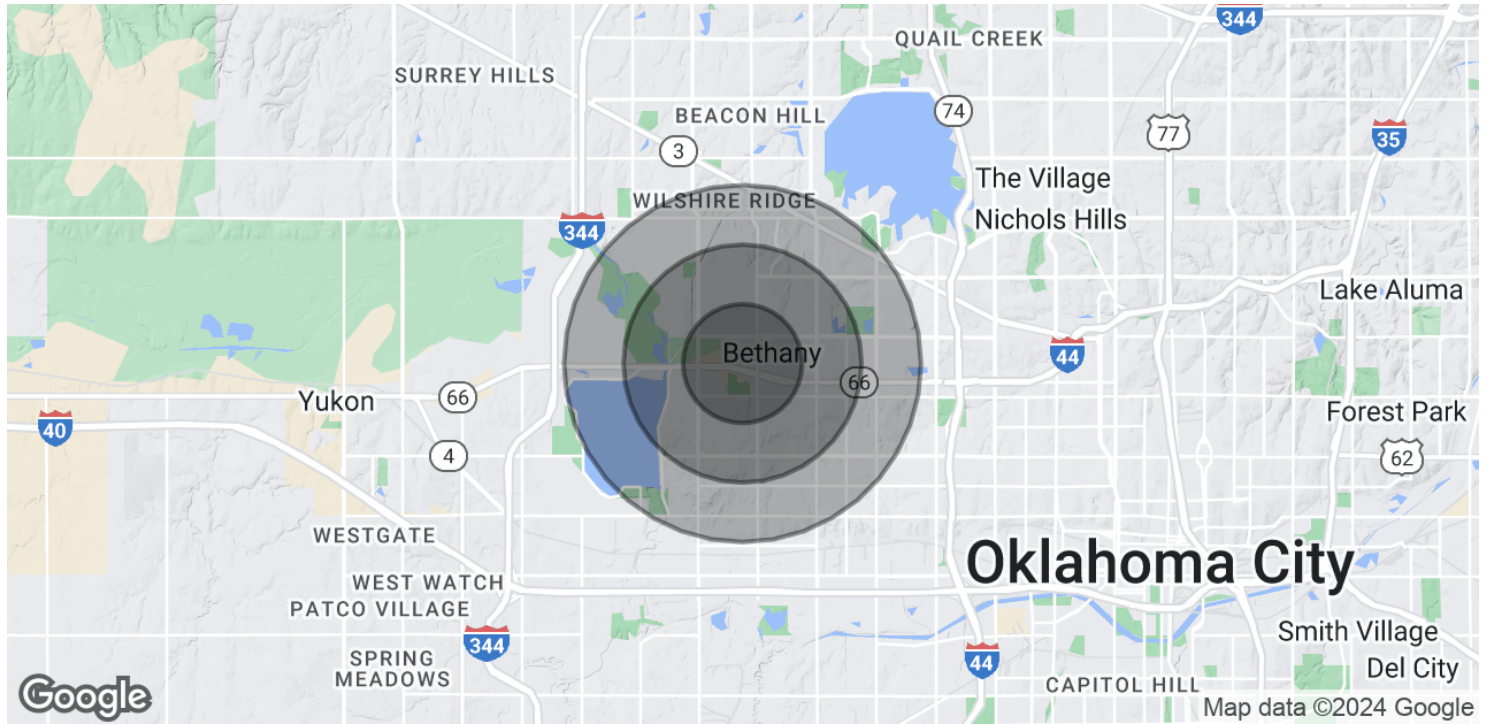 344
QUAIL CREEK
SURREY HILLS
74
BEACON HILL
77
35
3
The Village
WILSHIRE RIDGE
Nichols Hills
344
Lake Aluma
Bethany
44
66
66
Yukon
Forest Park
40
4
62
WESTGATE
Oklahoma City
WEST WATCH
PATCO VILLAGE
Smith Village
344
44
SPRING
MEADOWS
Del City
CAPITOL HILL
Google
Map data ©2024 Google